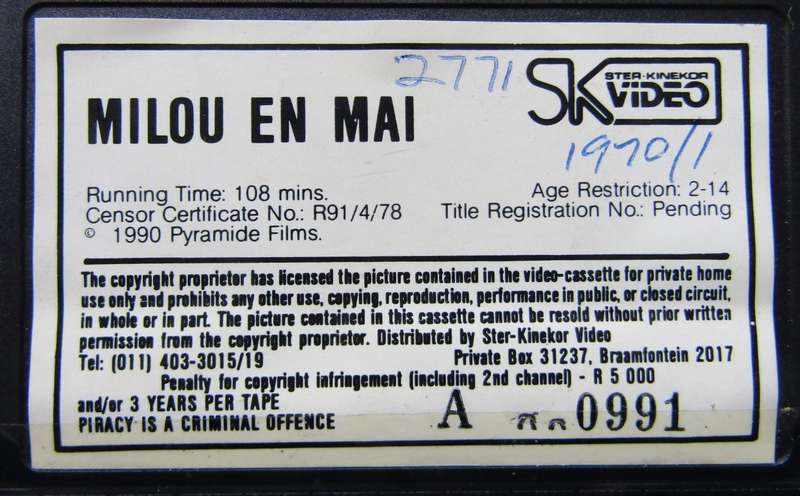 2771
SK STER-KINEKOR
VIDEO
MILOU EN MAI
1970/1
Running Time: 108 mins.
Age Restriction: 2-14
Censor Certificate No.: R91/4/78
Title Registration No.: Pending
© 1990 Pyramide Films.
The copyright proprietor has licensed the picture contained in the video-cassette for private home
use only and prohibits any other use, copying, reproduction, performance in public, or closed circuit,
in whole or in part. The picture contained in this cassette cannot be resold without prior written
permission from the copyright proprietor. Distributed by Ster-Kinekor Video
Tel: (011) 403-3015/19 Private Box 31237, Braamfontein 2017
Penalty for copyright infringement (including 2nd channel) - R 5 000
and/or 3 YEARS PER TAPE
PIRACY IS A CRIMINAL OFFENCE
A 0991